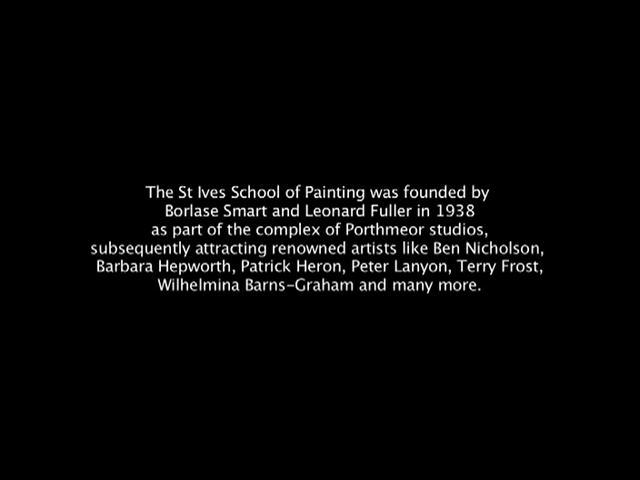 The St Ives School of Painting was founded by
Borlase Smart and Leonard Fuller in 1938
as part of the complex of Porthmeor studios,
subsequently attracting renowned artists like Ben Nicholson,
Barbara Hepworth, Patrick Heron, Peter Lanyon, Terry Frost,
Wilhelmina Barns-Graham and many more.